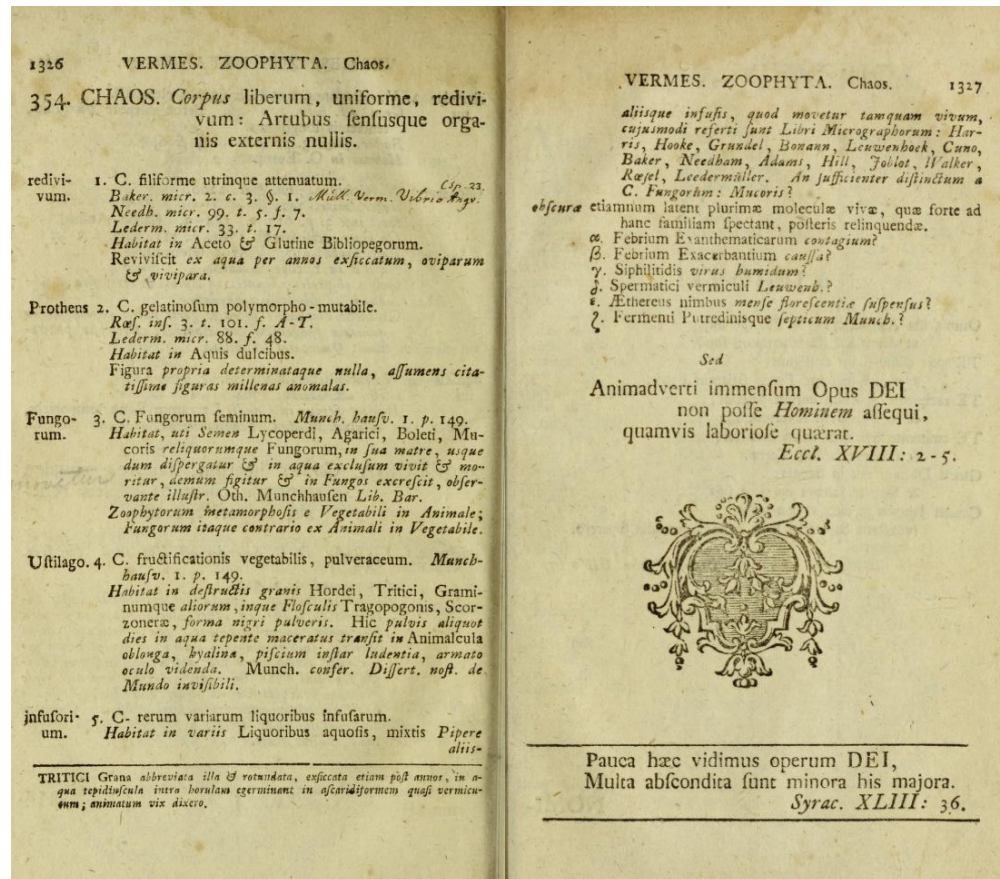 1326 VERMES. ZOOPHYTA. Chaos.
354. CHAOS. Corpus liberum, uniforme, redivi-
vum: Artubus ſenſusque orga-
nis externis nullis.
redivi- 1. C. filiforme utrinque attenuatum.
vum. Baker. micr. 2. c. 3. §. 1. Müll. Verm. Vibrio Angv.
Needh. micr. 99. t. 5. f. 7.
Lederm. micr. 33. t. 17.
Habitat in Aceto & Glutine Bibliopegorum.
Reviviſcit ex aqua per annos exſiccatum, oviparum
& vivipara.
Protheus 2. C. gelatinoſum polymorpho-mutabile.
Rœſ. inſ. 3. t. 101. f. A-T.
Lederm. micr. 88. f. 48.
Habitat in Aquis dulcibus.
Figura propria determinataque nulla, aſſumens cita-
tiſſime figuras millenas anomalas.
Fungo- 3. C. Fungorum ſeminum. Munch. hauſv. 1. p. 149.
rum. Habitat, uti Semen Lycoperdi, Agarici, Boleti, Mu-
coris reliquorumque Fungorum, in ſua matre, usque
dum diſpergatur & in aqua excluſum vivit & mo-
ritur, demum figitur & in Fungos excreſcit, obſer-
vante illuſtr. Oth. Munchhauſen Lib. Bar.
Zoophytorum metamorphoſis e Vegetabili in Animale;
Fungorum itaque contrario ex Animali in Vegetabile.
Uſtilago. 4. C. fructificationis vegetabilis, pulveraceum. Munch-
hauſv. 1. p. 149.
Habitat in deſtructis granis Hordei, Tritici, Grami-
numque aliorum, inque Floſculis Tragopogonis, Scor-
zoneræ, forma nigri pulveris. Hic pulvis aliquot
dies in aqua tepente maceratus tranſit in Animalcula
oblonga, hyalina, piſcium inſtar ludentia, armato
oculo videnda. Munch. confer. Diſſert. noſt. de
Mundo inviſibili.
jnfuſori- 5. C- rerum variarum liquoribus infuſarum.
um. Habitat in variis Liquoribus aquoſis, mixtis Pipere
aliis-
TRITICI Grana abbreviata illa & rotundata, exſiccata etiam poſt annos, in a-
qua tepidiuſcula intra horulam egerminant in aſcaridiformem quaſi vermicu-
lum; animatum vix dixero.
VERMES. ZOOPHYTA. Chaos. 1327
aliisque infuſis, quod movetur tamquam vivum,
cujusmodi referti ſunt Libri Micrographorum: Har-
ris, Hooke, Grundel, Bonann, Leuwenhoek, Cuno,
Baker, Needham, Adams, Hill, Joblot, Walker,
Rœſel, Leedermüller. An ſufficienter diſtinctum a
C. Fungorum: Mucoris?
obſcuræ etiamnum latent plurimæ moleculæ vivæ, quæ forte ad
hanc familiam ſpectant, poſteris relinquendæ.
α. Febrium Exanthematicarum contagium?
β. Febrium Exacerbantium cauſſa?
γ. Siphilitidis virus humidum?
δ. Spermatici vermiculi Leuwenh.?
ε. Æthereus nimbus menſe floreſcentiæ ſuſpenſus?
ζ. Fermenti Putredinisque ſepticum Munch.?
Sed
Animadverti immenſum Opus DEI
non poſſe Hominem aſſequi,
quamvis laborioſe quærat.
Eccl. XVIII: 2-5.
Pauca hæc vidimus operum DEI,
Multa abſcondita ſunt minora his majora.
Syrac. XLIII: 36.